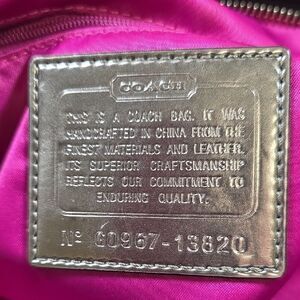 COACH
THIS IS A COACH BAG. IT WAS
HANDCRAFTED IN CHINA FROM THE
FINEST MATERIALS AND LEATHER.
ITS SUPERIOR CRAFTSMANSHIP
REFLECTS OUR COMMITMENT TO
ENDURING QUALITY.
Nº G0967-13820